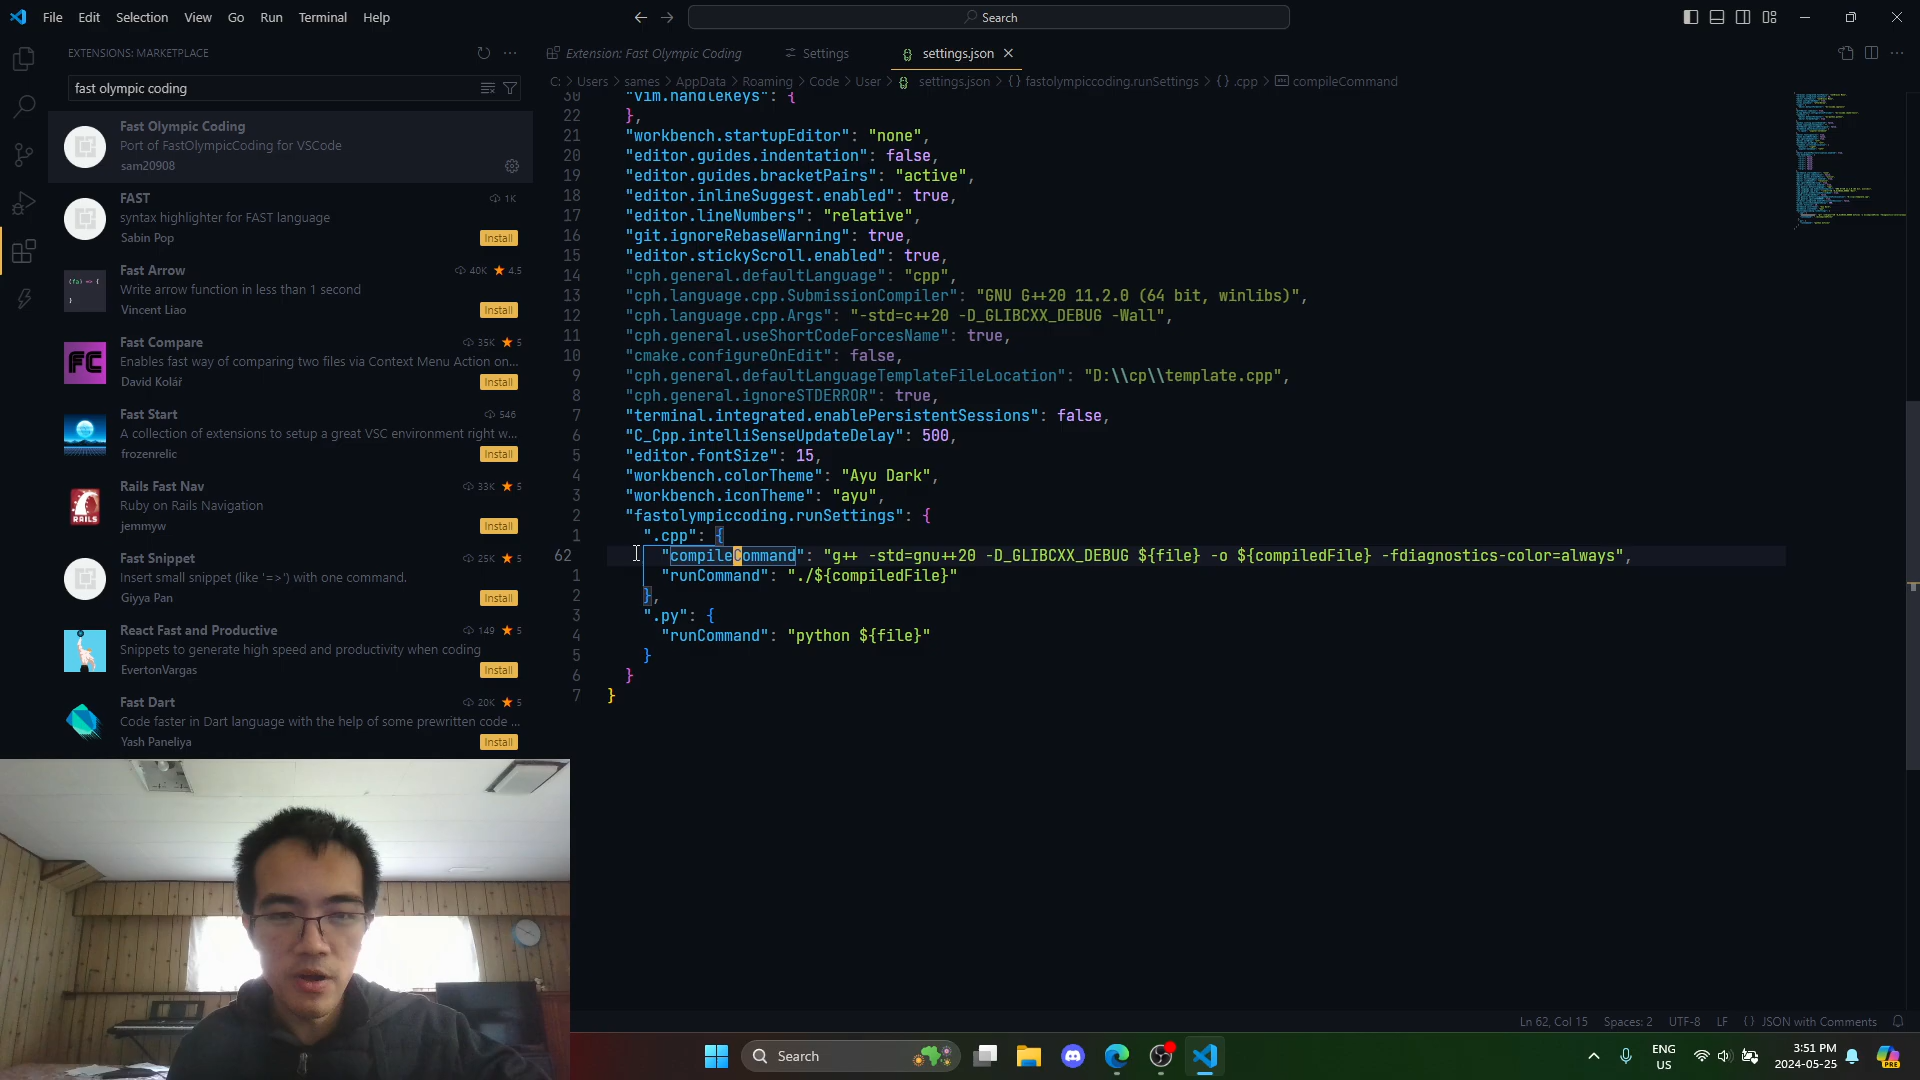 File Edit Selection View Go Run Terminal Help
Search
EXTENSIONS: MARKETPLACE
fast olympic coding
Fast Olympic Coding
Port of FastOlympicCoding for VSCode
sam20908
FAST
1K
syntax highlighter for FAST language
Sabin Pop
Install
Fast Arrow
40K ★ 4.5
Write arrow function in less than 1 second
Vincent Liao
Install
Fast Compare
35K ★ 5
Enables fast way of comparing two files via Context Menu Action on...
David Kolář
Install
Fast Start
546
A collection of extensions to setup a great VSC environment right w...
frozenrelic
Install
Rails Fast Nav
33K ★ 5
Ruby on Rails Navigation
jemmyw
Install
Fast Snippet
25K ★ 5
Insert small snippet (like '=>') with one command.
Giyya Pan
Install
React Fast and Productive
149 ★ 5
Snippets to generate high speed and productivity when coding
EvertonVargas
Install
Fast Dart
20K ★ 5
Code faster in Dart language with the help of some prewritten code ...
Yash Paneliya
Install
Extension: Fast Olympic Coding Settings settings.json
C: > Users > sames > AppData > Roaming > Code > User > settings.json > {} fastolympiccoding.runSettings > {} .cpp > compileCommand
30 "vim.handleKeys": {
22 },
21 "workbench.startupEditor": "none",
20 "editor.guides.indentation": false,
19 "editor.guides.bracketPairs": "active",
18 "editor.inlineSuggest.enabled": true,
17 "editor.lineNumbers": "relative",
16 "git.ignoreRebaseWarning": true,
15 "editor.stickyScroll.enabled": true,
14 "cph.general.defaultLanguage": "cpp",
13 "cph.language.cpp.SubmissionCompiler": "GNU G++20 11.2.0 (64 bit, winlibs)",
12 "cph.language.cpp.Args": "-std=c++20 -D_GLIBCXX_DEBUG -Wall",
11 "cph.general.useShortCodeForcesName": true,
10 "cmake.configureOnEdit": false,
9 "cph.general.defaultLanguageTemplateFileLocation": "D:\\cp\\template.cpp",
8 "cph.general.ignoreSTDERROR": true,
7 "terminal.integrated.enablePersistentSessions": false,
6 "C_Cpp.intelliSenseUpdateDelay": 500,
5 "editor.fontSize": 15,
4 "workbench.colorTheme": "Ayu Dark",
3 "workbench.iconTheme": "ayu",
2 "fastolympiccoding.runSettings": {
1 ".cpp": {
62 "compileCommand": "g++ -std=gnu++20 -D_GLIBCXX_DEBUG ${file} -o ${compiledFile} -fdiagnostics-color=always",
1 "runCommand": "./${compiledFile}"
2 },
3 ".py": {
4 "runCommand": "python ${file}"
5 }
6 }
7 }
Ln 62, Col 15 Spaces: 2 UTF-8 LF {} JSON with Comments
Search
ENG
US
3:51 PM
2024-05-25
PRE